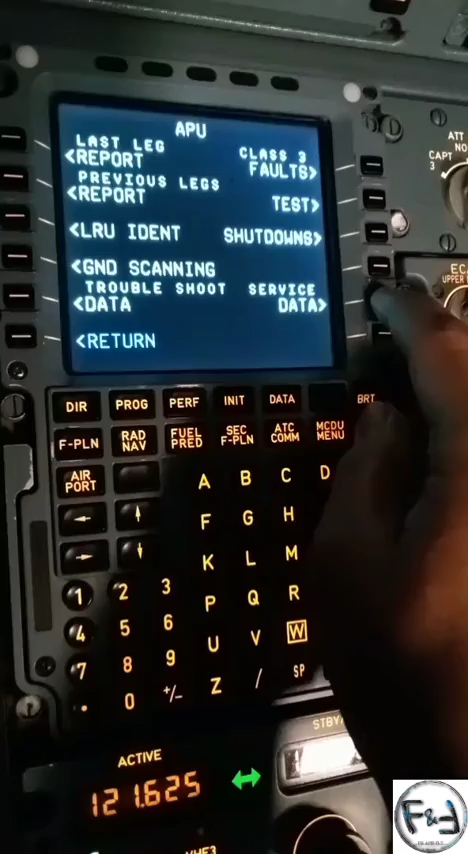 APU
LAST LEG
<REPORT
CLASS 3
FAULTS>
PREVIOUS LEGS
<REPORT
TEST>
<LRU IDENT
SHUTDOWNS>
<GND SCANNING
TROUBLE SHOOT
<DATA
SERVICE
DATA>
<RETURN
ATT
CAPT
3
UPPER
DIR
PROG
PERF
INIT
DATA
BRT
F-PLN
RAD
NAV
FUEL
PRED
SEC
F-PLN
ATC
COMM
MCDU
MENU
AIR
PORT
A B C D
← ↑
F G H
→ ↓
K L M
1 2 3
P Q R
4 5 6
U V W
7 8 9
Z / SP
. 0 +/-
ACTIVE
121.625
VHF3
F&F